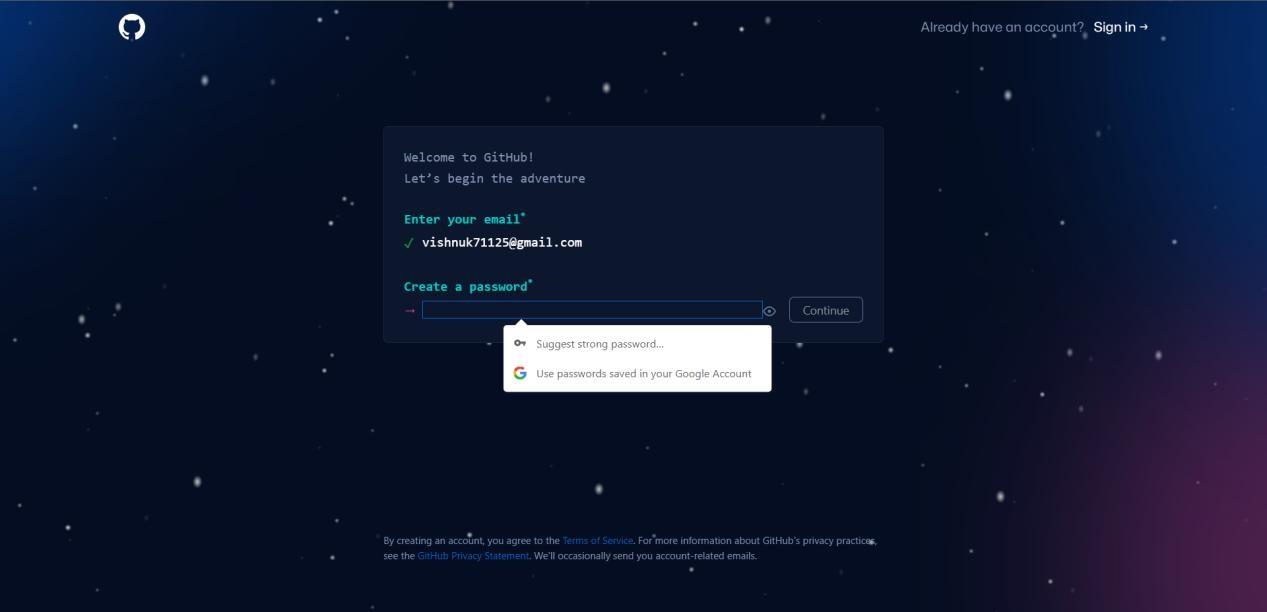 Already have an account? Sign in →
Welcome to GitHub!
Let's begin the adventure
Enter your email*
✓ vishnuk71125@gmail.com
Create a password*
→ Continue
Suggest strong password...
Use passwords saved in your Google Account
By creating an account, you agree to the Terms of Service. For more information about GitHub's privacy practices,
see the GitHub Privacy Statement. We'll occasionally send you account-related emails.